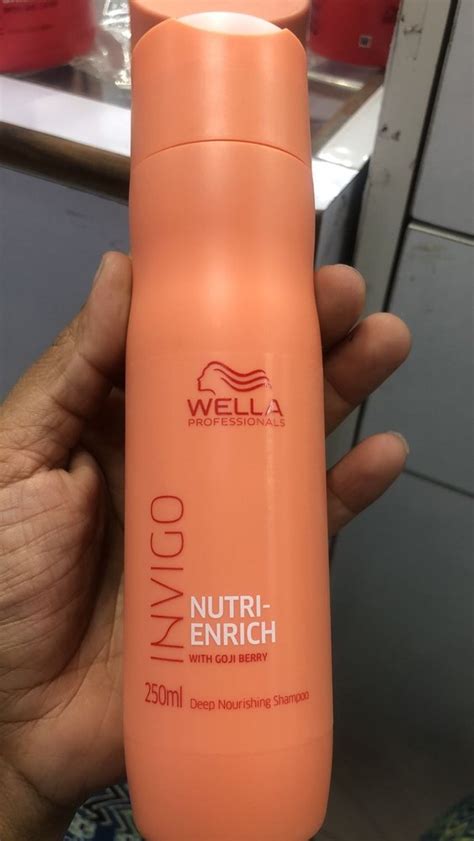 WELLA
PROFESSIONALS
INVIGO
NUTRI-
ENRICH
WITH GOJI BERRY
250ml Deep Nourishing Shampoo